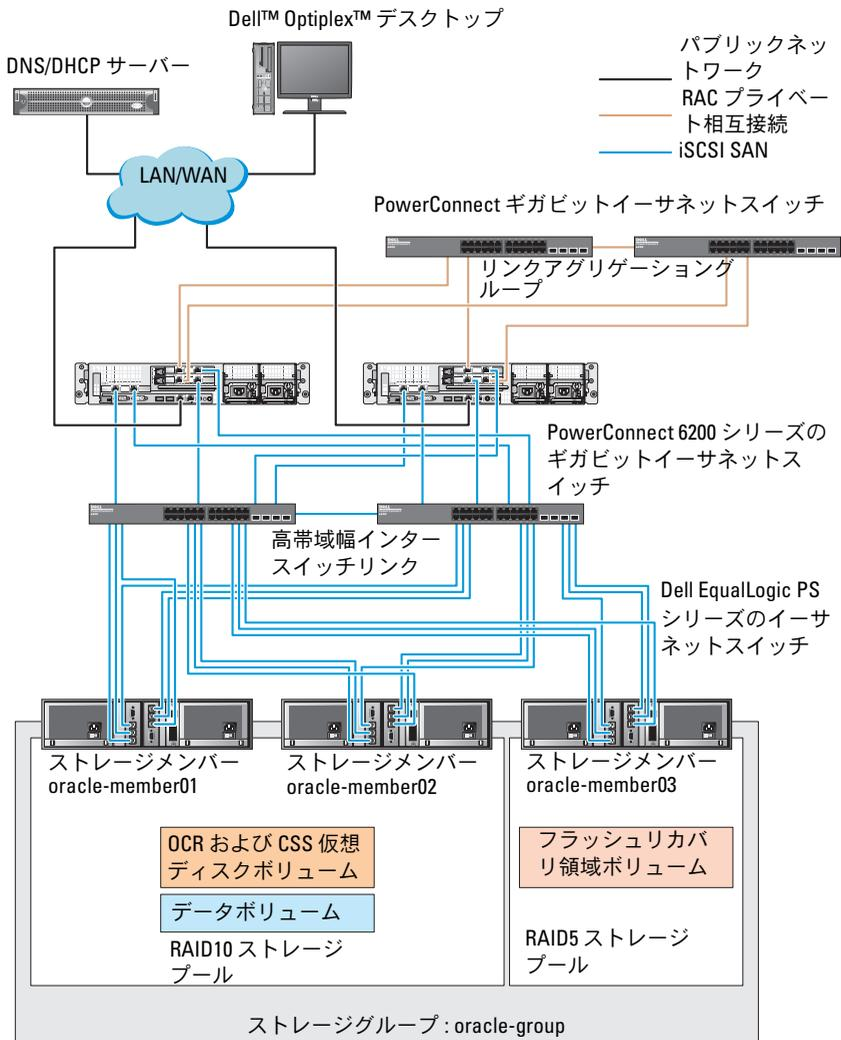 Dell™ Optiplex™ デスクトップ
DNS/DHCP サーバー
パブリックネッ
トワーク
RAC プライベー
ト相互接続
iSCSI SAN
LAN/WAN
PowerConnect ギガビットイーサネットスイッチ
リンクアグリゲーショング
ループ
PowerConnect 6200 シリーズの
ギガビットイーサネットス
イッチ
高帯域幅インター
スイッチリンク
Dell EqualLogic PS
シリーズのイーサ
ネットスイッチ
ストレージメンバー
oracle-member01
ストレージメンバー
oracle-member02
ストレージメンバー
oracle-member03
OCR および CSS 仮想
ディスクボリューム
データボリューム
RAID10 ストレージ
プール
フラッシュリカバ
リ領域ボリューム
RAID5 ストレージ
プール
ストレージグループ : oracle-group